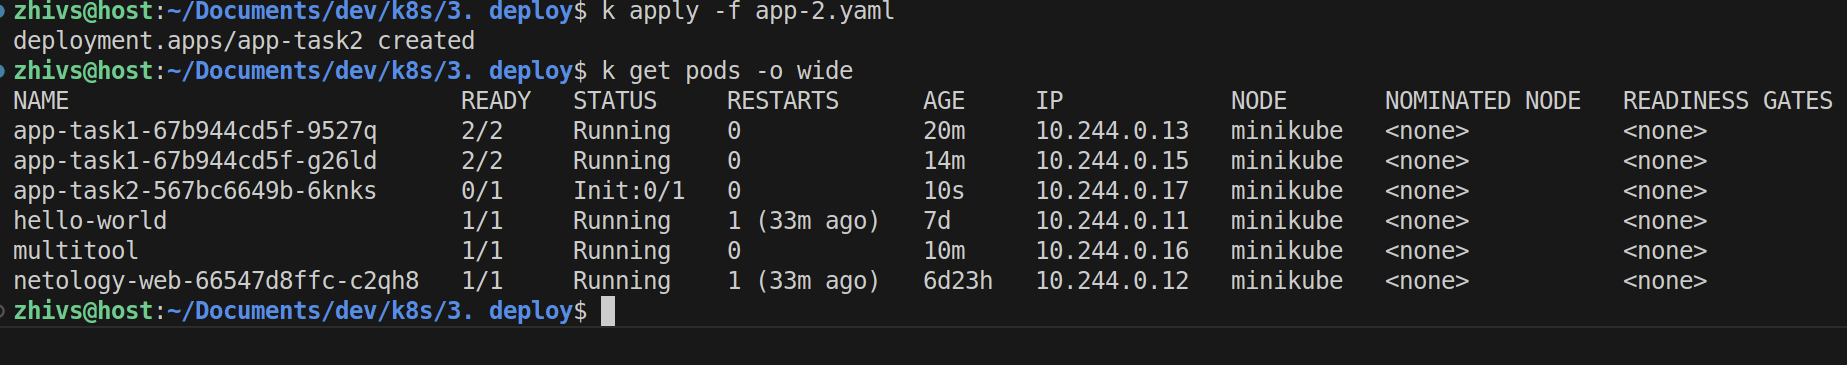 zhivs@host:~/Documents/dev/k8s/3. deploy$ k apply -f app-2.yaml
deployment.apps/app-task2 created
zhivs@host:~/Documents/dev/k8s/3. deploy$ k get pods -o wide
NAME READY STATUS RESTARTS AGE IP NODE NOMINATED NODE READINESS GATES
app-task1-67b944cd5f-9527q 2/2 Running 0 20m 10.244.0.13 minikube <none> <none>
app-task1-67b944cd5f-g26ld 2/2 Running 0 14m 10.244.0.15 minikube <none> <none>
app-task2-567bc6649b-6knks 0/1 Init:0/1 0 10s 10.244.0.17 minikube <none> <none>
hello-world 1/1 Running 1 (33m ago) 7d 10.244.0.11 minikube <none> <none>
multitool 1/1 Running 0 10m 10.244.0.16 minikube <none> <none>
netology-web-66547d8ffc-c2qh8 1/1 Running 1 (33m ago) 6d23h 10.244.0.12 minikube <none> <none>
zhivs@host:~/Documents/dev/k8s/3. deploy$